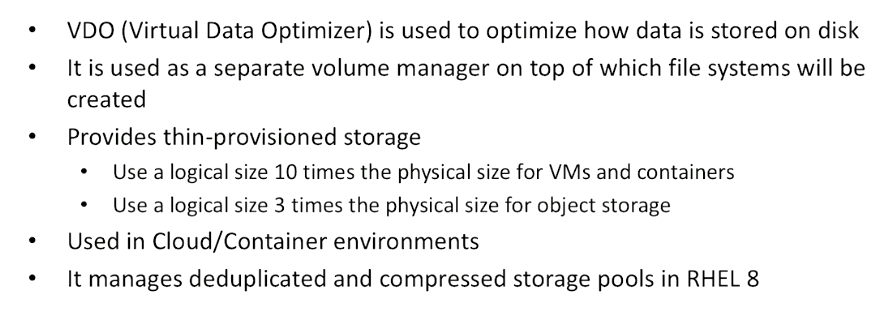 • VDO (Virtual Data Optimizer) is used to optimize how data is stored on disk
• It is used as a separate volume manager on top of which file systems will be
created
• Provides thin-provisioned storage
• Use a logical size 10 times the physical size for VMs and containers
• Use a logical size 3 times the physical size for object storage
• Used in Cloud/Container environments
• It manages deduplicated and compressed storage pools in RHEL 8